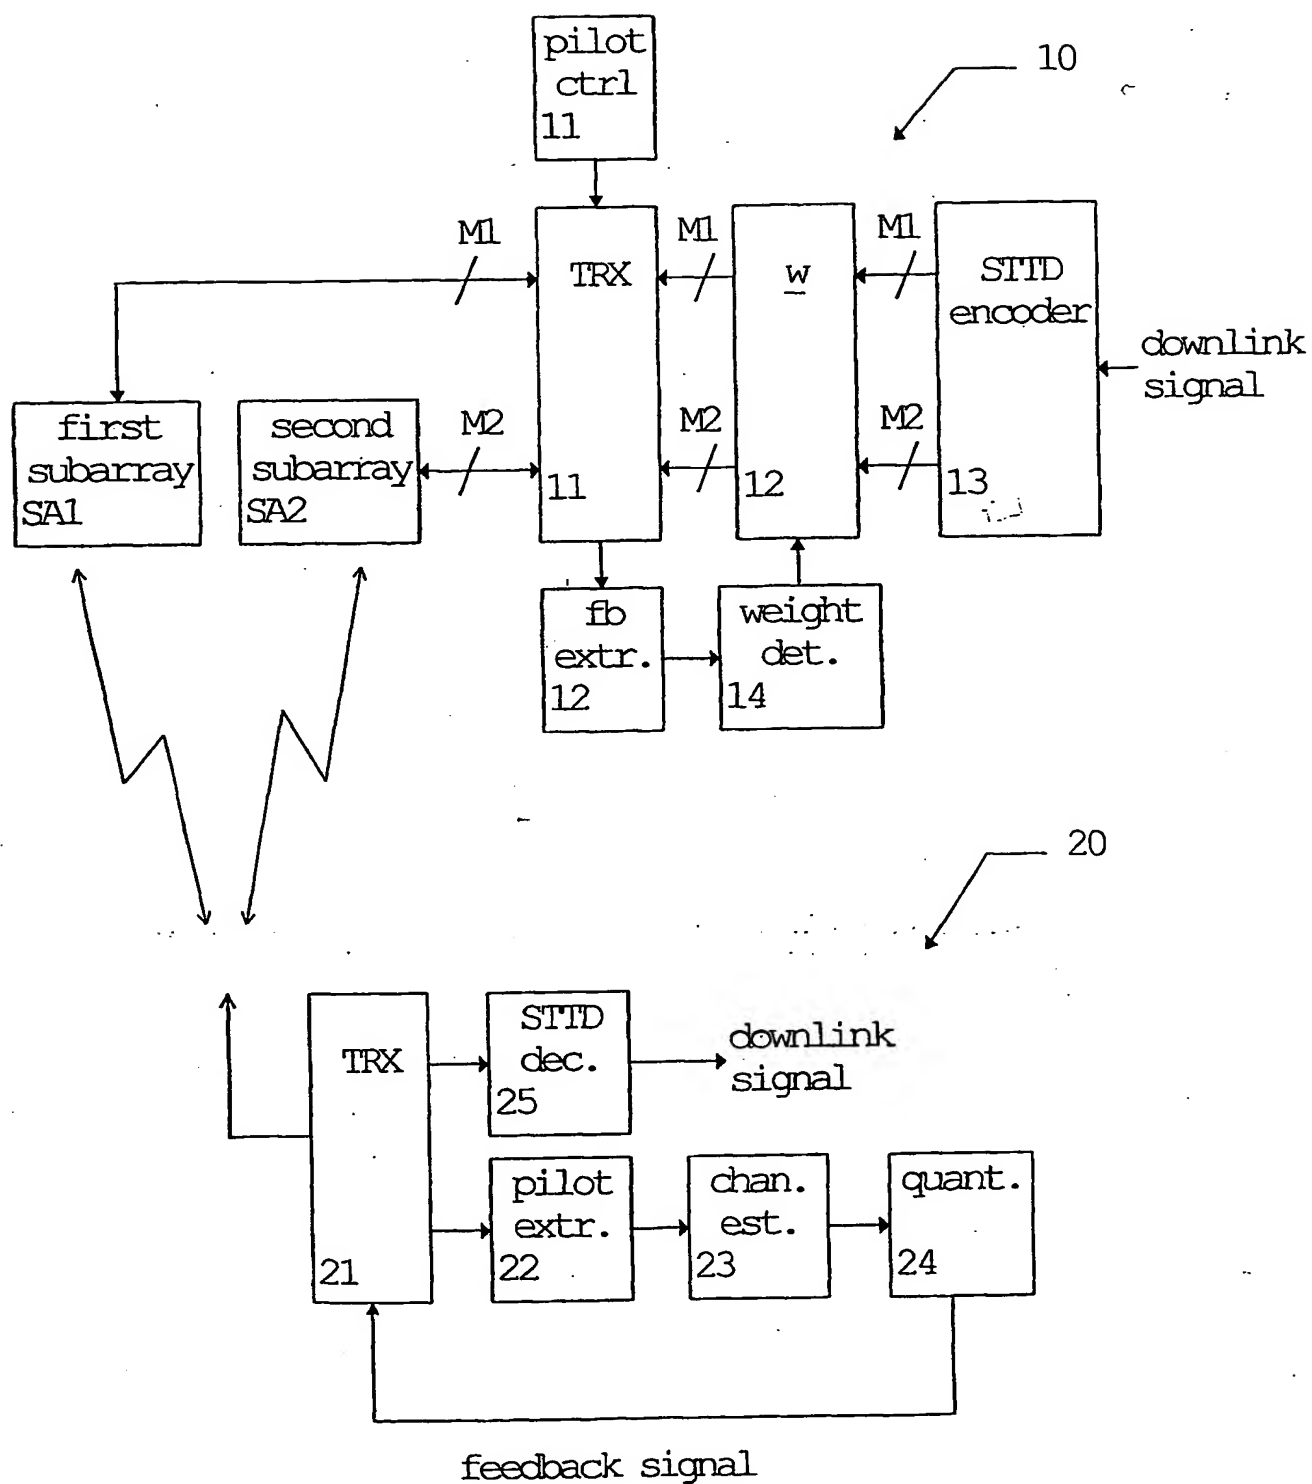 pilot
ctrl
11
10
M1
M1
M1
TRX
w
STTD
encoder
downlink
signal
first
subarray
SA1
second
subarray
SA2
M2
M2
M2
11
12
13
fb
extr.
12
weight
det.
14
20
TRX
21
STTD
dec.
25
downlink
signal
pilot
extr.
22
chan.
est.
23
quant.
24
feedback signal